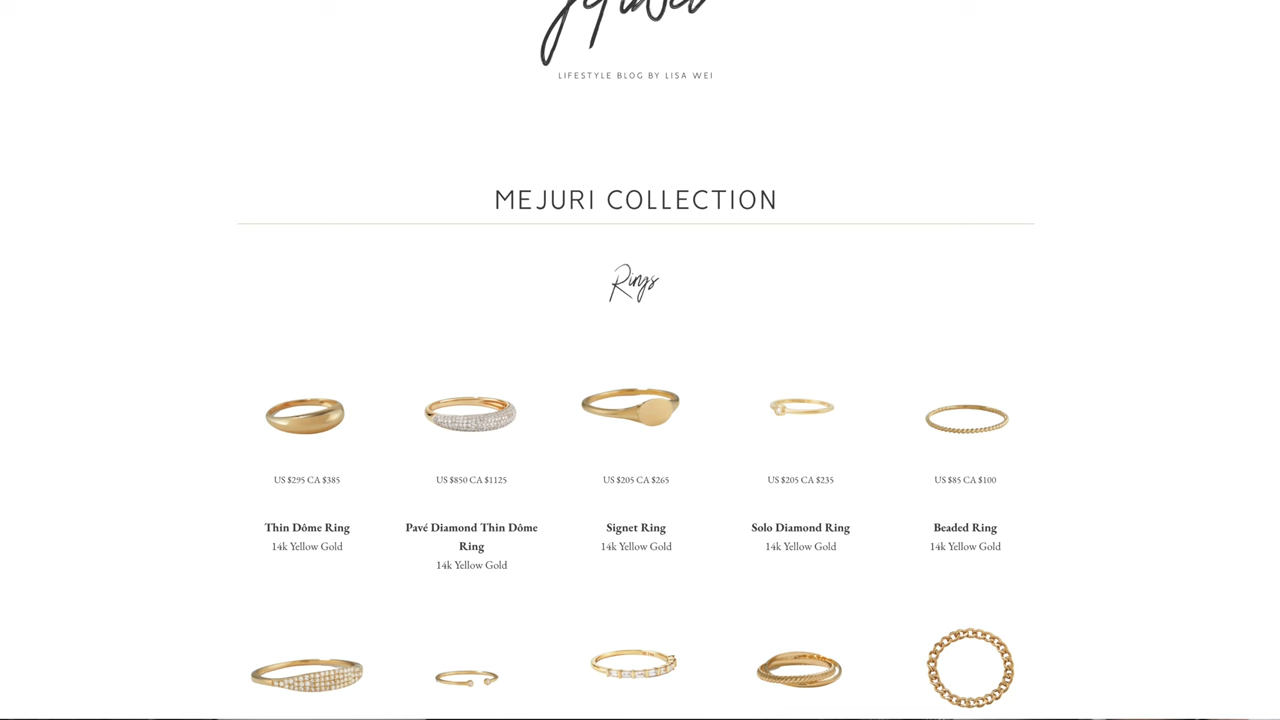 LIFESTYLE BLOG BY LISA WEI
MEJURI COLLECTION
Rings
US $295 CA $385
US $850 CA $1125
US $205 CA $265
US $205 CA $235
US $85 CA $100
Thin Dôme Ring
14k Yellow Gold
Pavé Diamond Thin Dôme
Ring
14k Yellow Gold
Signet Ring
14k Yellow Gold
Solo Diamond Ring
14k Yellow Gold
Beaded Ring
14k Yellow Gold